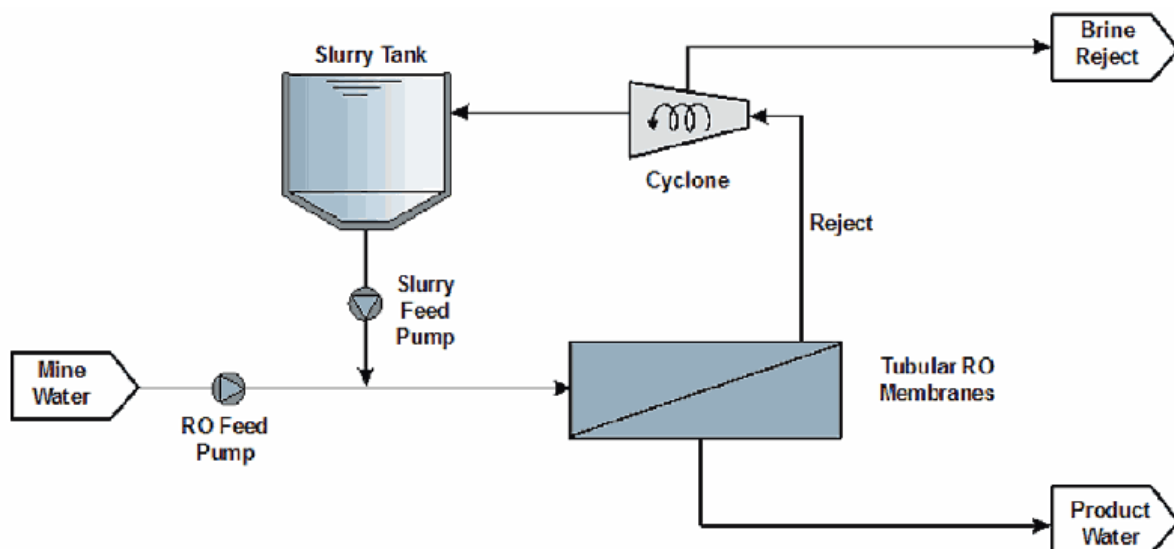 Slurry Tank
Brine
Reject
Cyclone
Reject
Slurry
Feed
Pump
Mine
Water
RO Feed
Pump
Tubular RO
Membranes
Product
Water